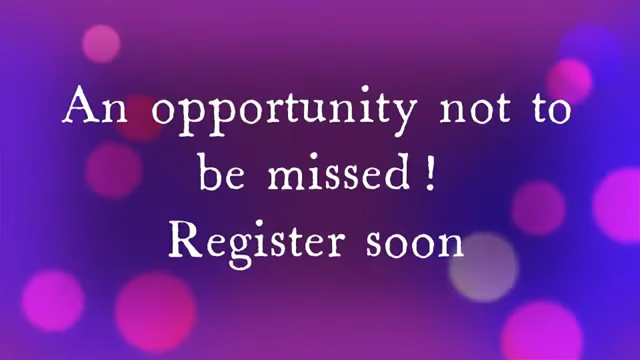 An opportunity not to
be missed !
Register soon